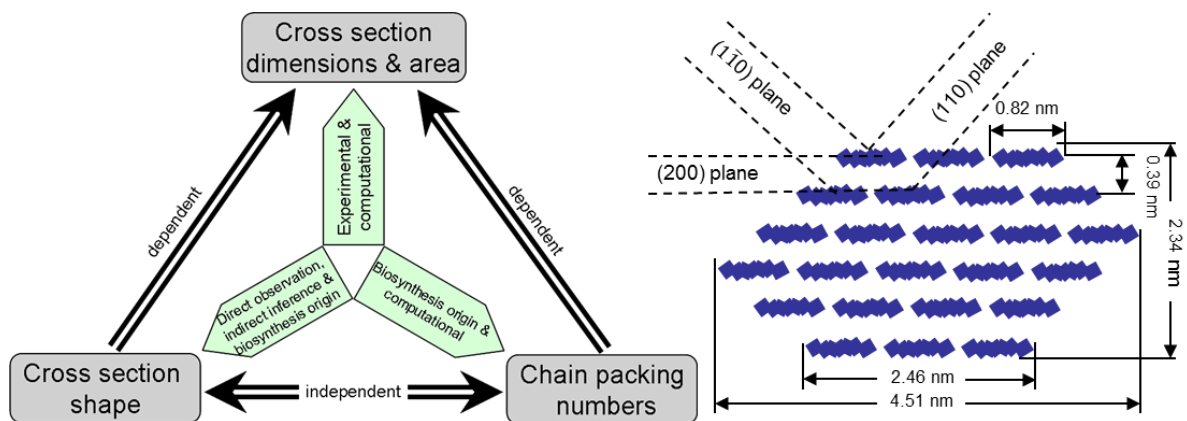 Cross section
dimensions & area
Experimental &
computational
dependent
dependent
Direct observation,
indirect inference &
biosynthesis origin
Biosynthesis origin &
computational
Cross section
shape
independent
Chain packing
numbers
(11̅0) plane
(110) plane
0.82 nm
(200) plane
0.39 nm
2.34 nm
2.46 nm
4.51 nm